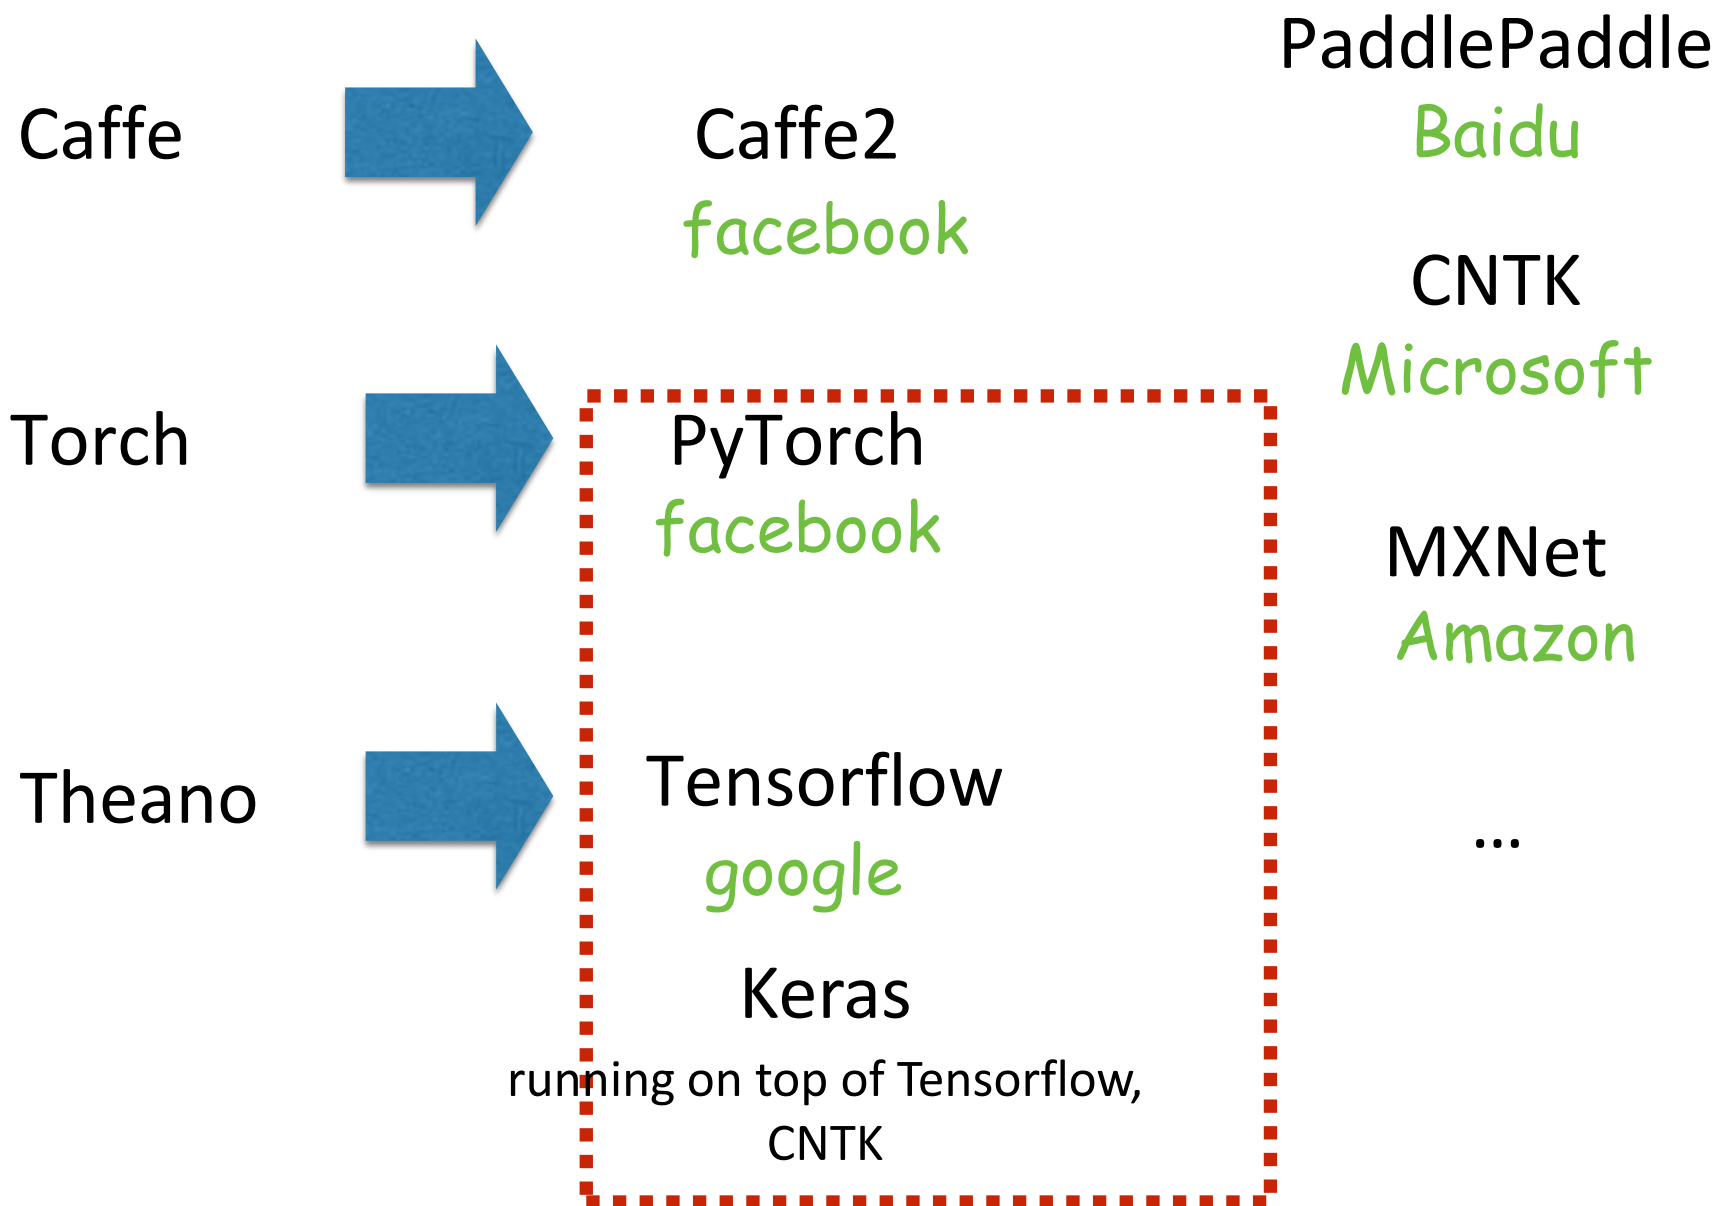 Caffe
Caffe2
facebook
Torch
PyTorch
facebook
Theano
Tensorflow
google
Keras
running on top of Tensorflow,
CNTK
PaddlePaddle
Baidu
CNTK
Microsoft
MXNet
Amazon
...